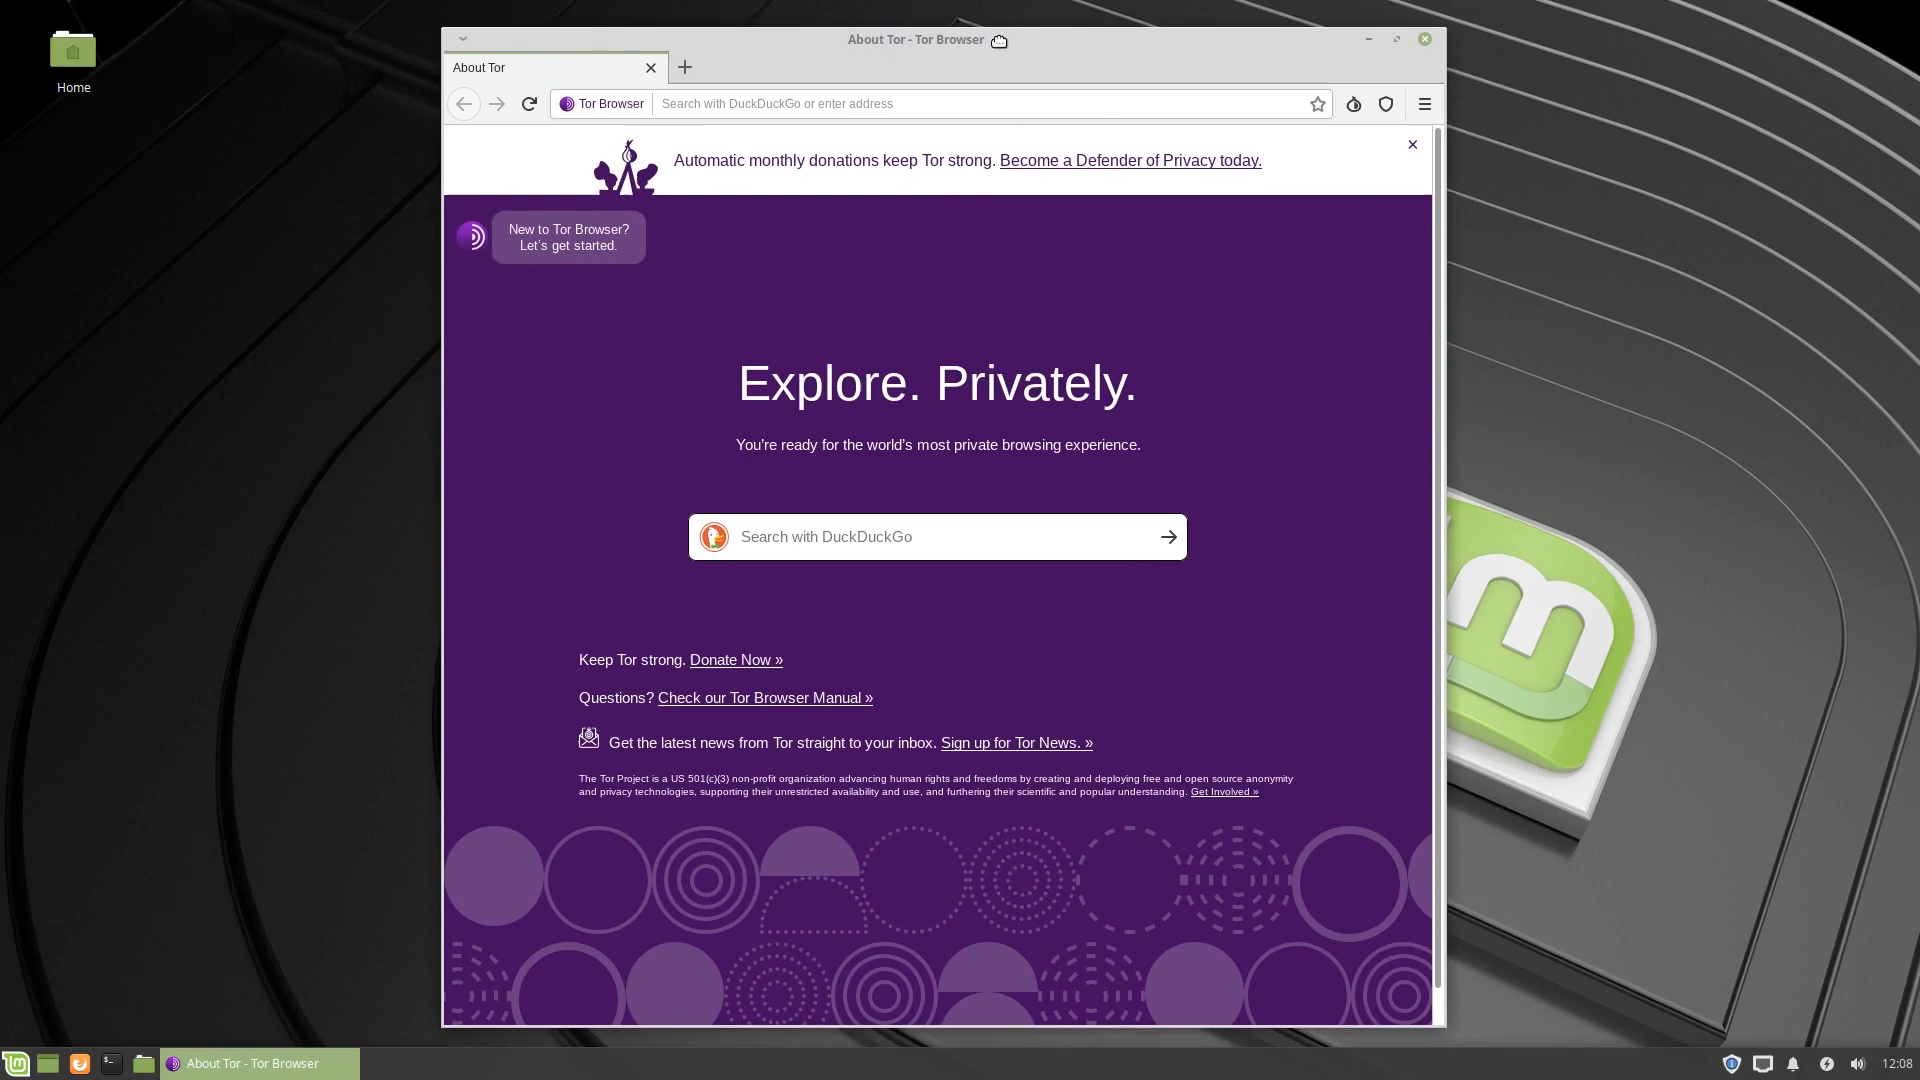 Home
About Tor - Tor Browser
About Tor
Tor Browser
Search with DuckDuckGo or enter address
Automatic monthly donations keep Tor strong. Become a Defender of Privacy today.
New to Tor Browser?
Let's get started.
Explore. Privately.
You're ready for the world's most private browsing experience.
Search with DuckDuckGo
Keep Tor strong. Donate Now »
Questions? Check our Tor Browser Manual »
Get the latest news from Tor straight to your inbox. Sign up for Tor News. »
The Tor Project is a US 501(c)(3) non-profit organization advancing human rights and freedoms by creating and deploying free and open source anonymity
and privacy technologies, supporting their unrestricted availability and use, and furthering their scientific and popular understanding. Get Involved »
About Tor - Tor Browser
12:08